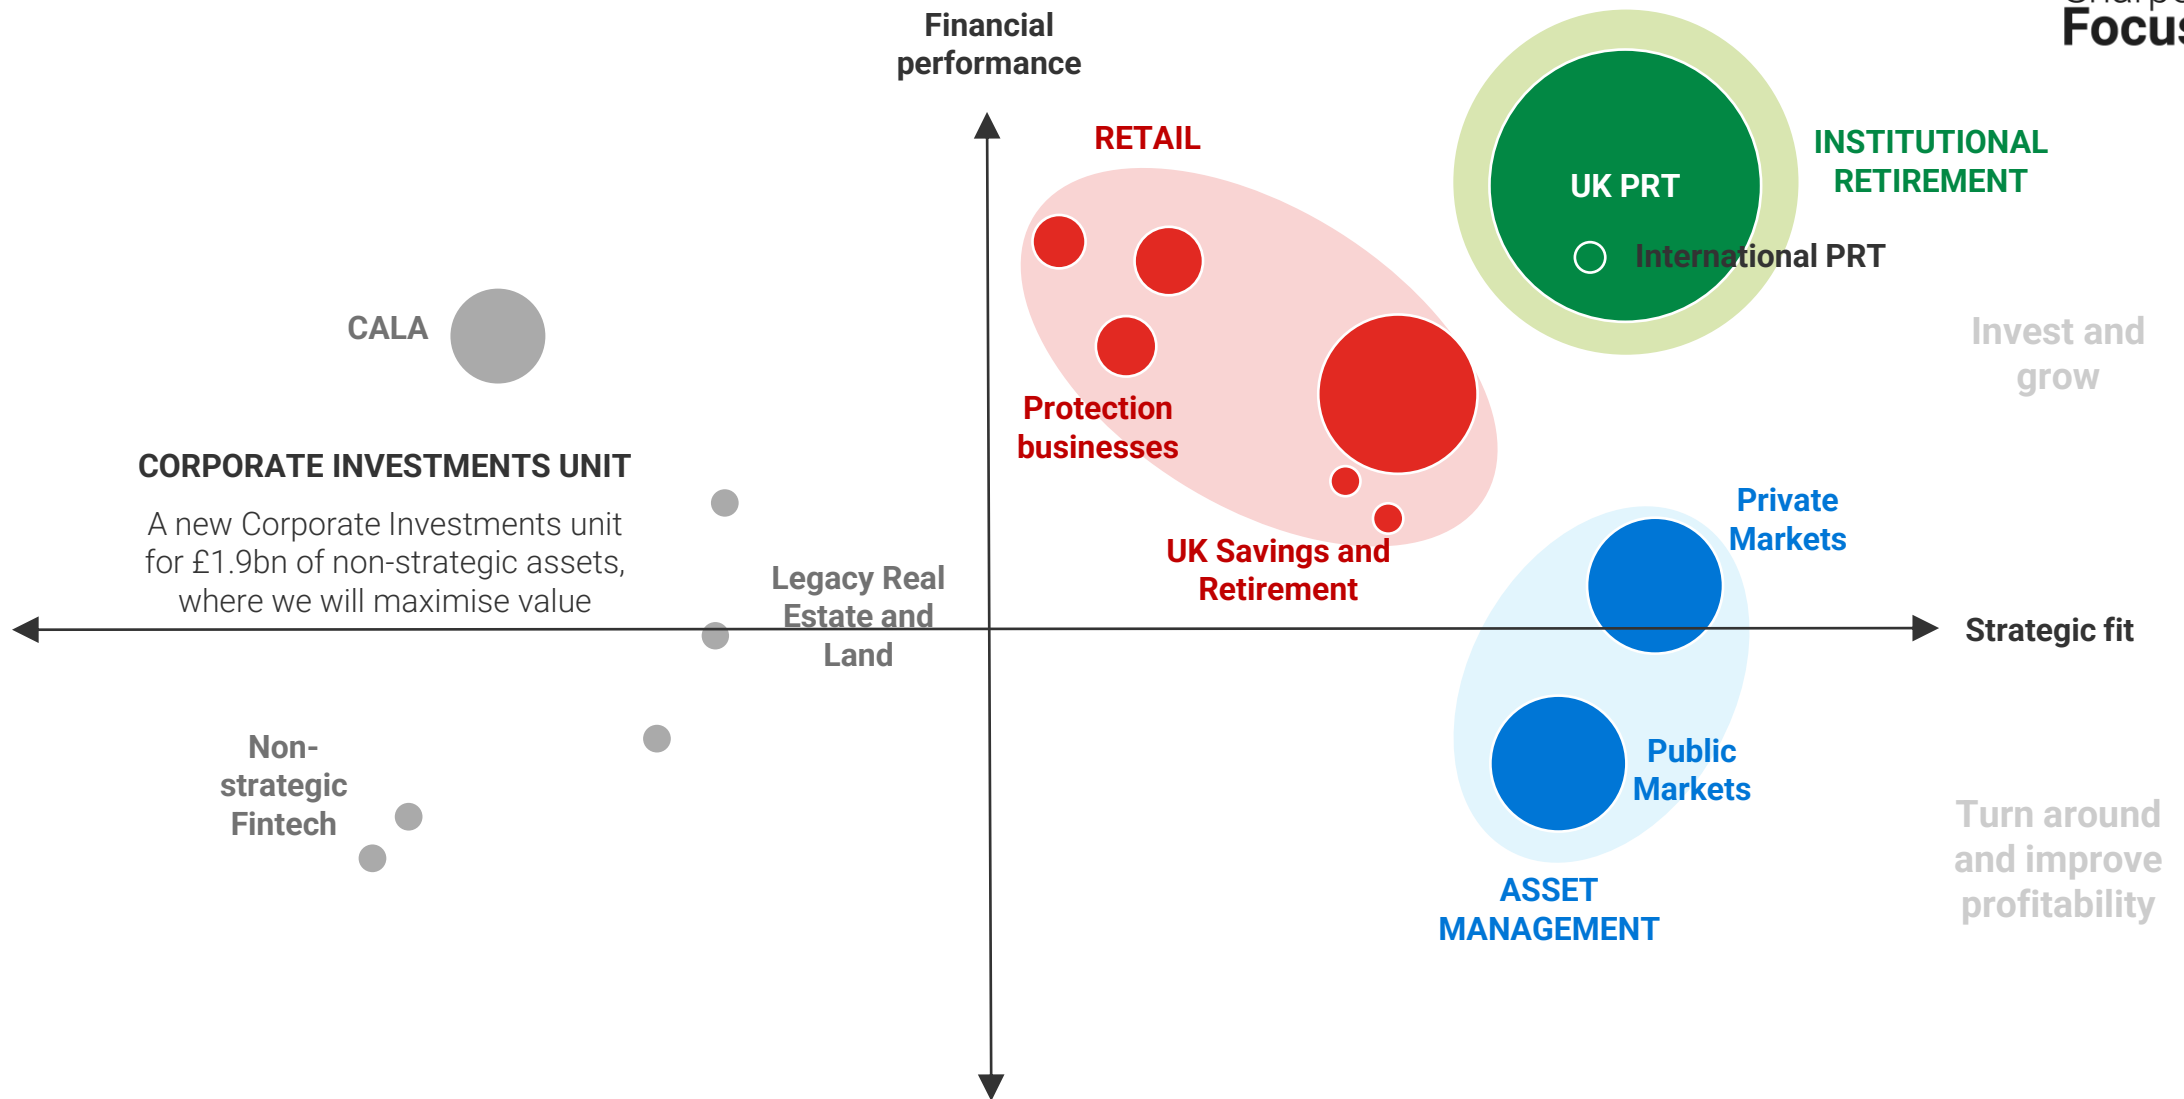 Focus
Financial
performance
RETAIL
INSTITUTIONAL
RETIREMENT
UK PRT
International PRT
CALA
Invest and
grow
Protection
businesses
CORPORATE INVESTMENTS UNIT
A new Corporate Investments unit
for £1.9bn of non-strategic assets,
where we will maximise value
Private
Markets
UK Savings and
Retirement
Legacy Real
Estate and
Land
Strategic fit
Non-
strategic
Fintech
Public
Markets
Turn around
and improve
profitability
ASSET
MANAGEMENT